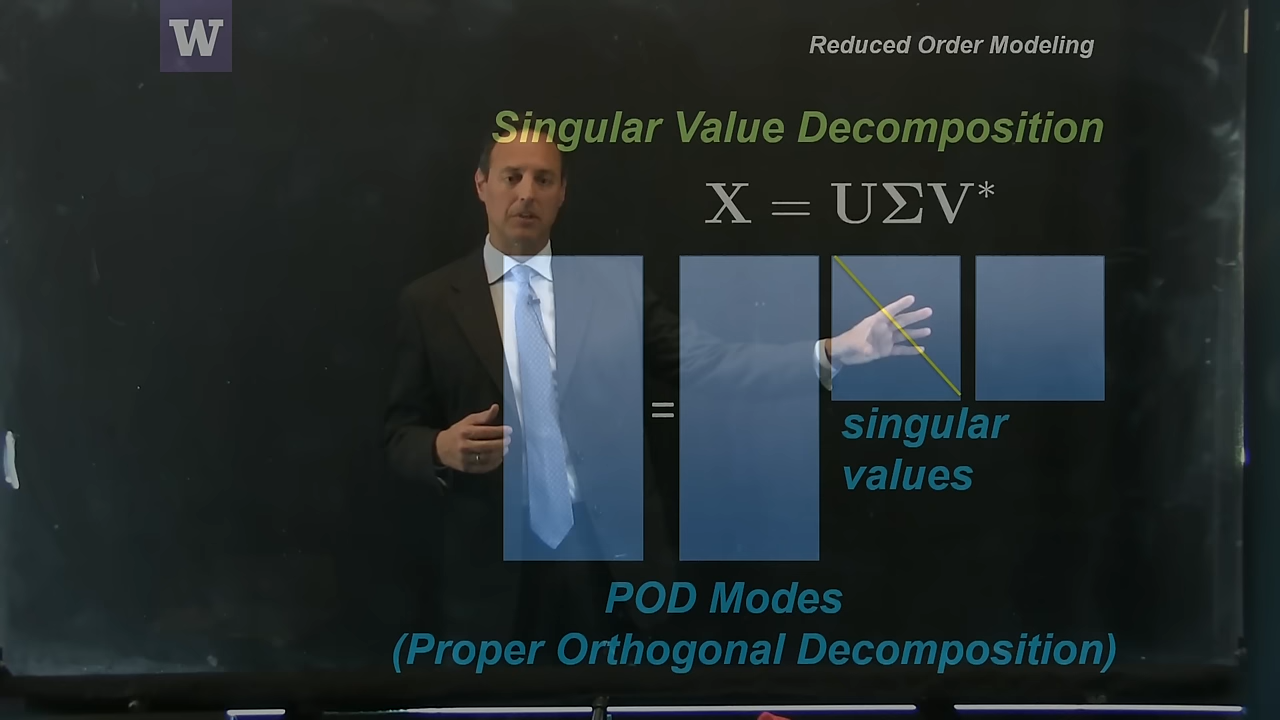 W
Reduced Order Modeling
Singular Value Decomposition
X = UΣV*
=
singular
values
POD Modes
(Proper Orthogonal Decomposition)